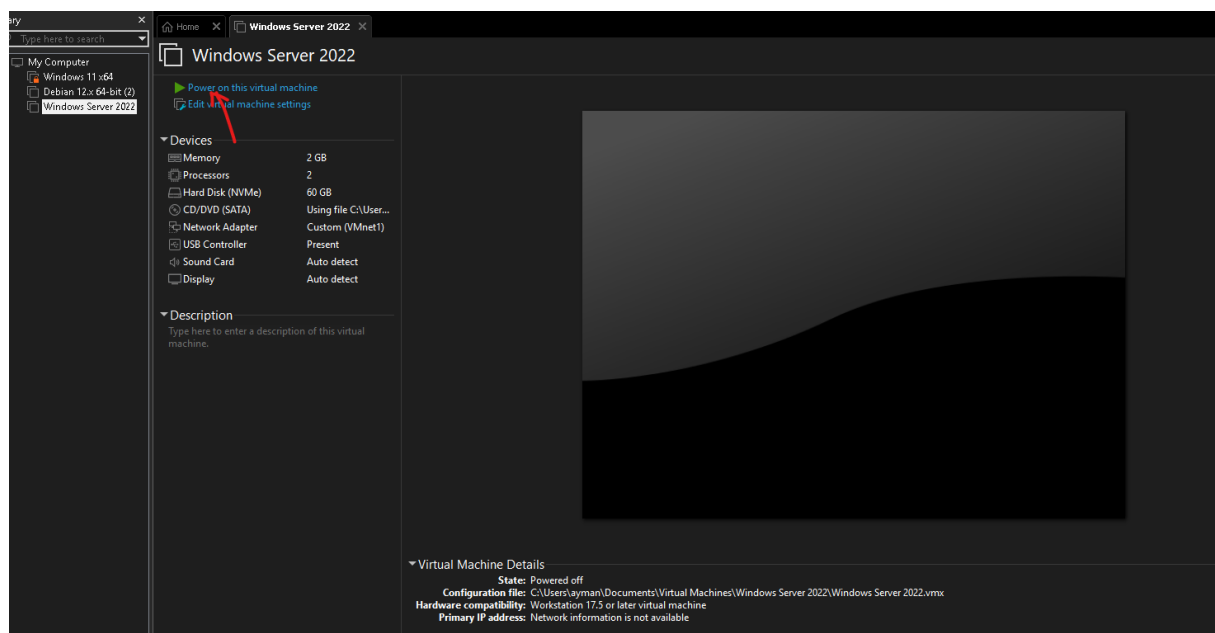 ary
Type here to search
My Computer
Windows 11 x64
Debian 12.x 64-bit (2)
Windows Server 2022
Home
Windows Server 2022
Windows Server 2022
Power on this virtual machine
Edit virtual machine settings
Devices
Memory 2 GB
Processors 2
Hard Disk (NVMe) 60 GB
CD/DVD (SATA) Using file C:\User...
Network Adapter Custom (VMnet1)
USB Controller Present
Sound Card Auto detect
Display Auto detect
Description
Type here to enter a description of this virtual
machine.
Virtual Machine Details
State: Powered off
Configuration file: C:\Users\ayman\Documents\Virtual Machines\Windows Server 2022\Windows Server 2022.vmx
Hardware compatibility: Workstation 17.5 or later virtual machine
Primary IP address: Network information is not available